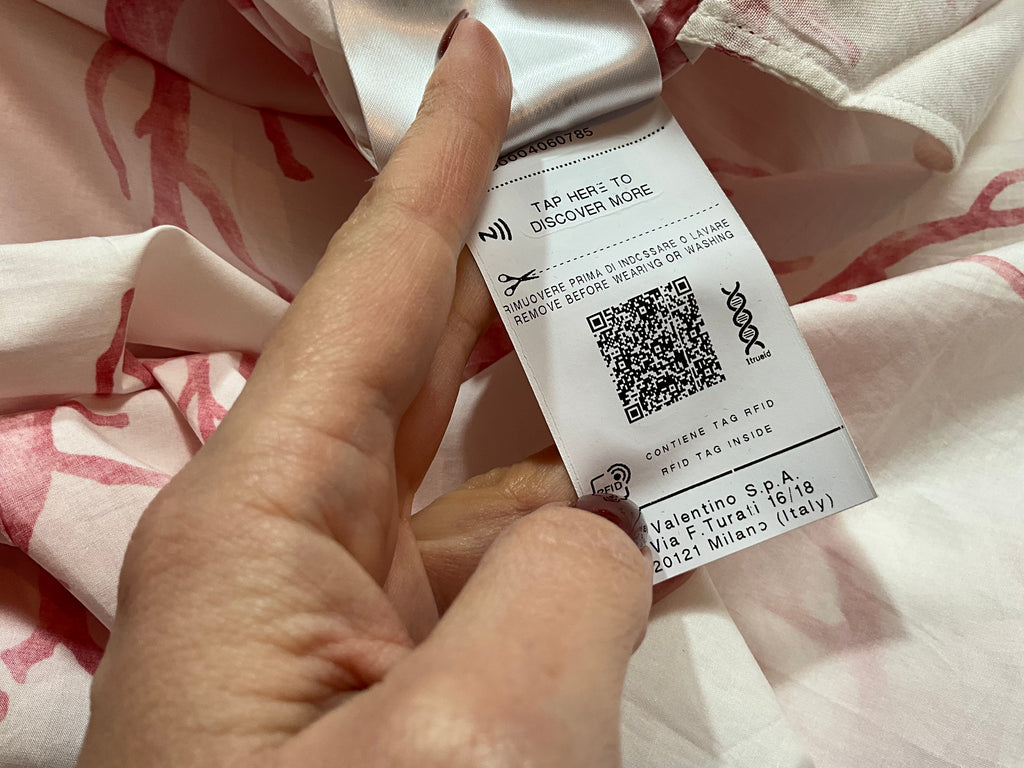 6004060785
TAP HERE TO
DISCOVER MORE
RIMUOVERE PRIMA DI INDOSSARE O LAVARE
REMOVE BEFORE WEARING OR WASHING
1trueid
CONTIENE TAG RFID
RFID TAG INSIDE
RFID
Valentino S.p.A.
Via F.Turati 16/18
20121 Milano (Italy)